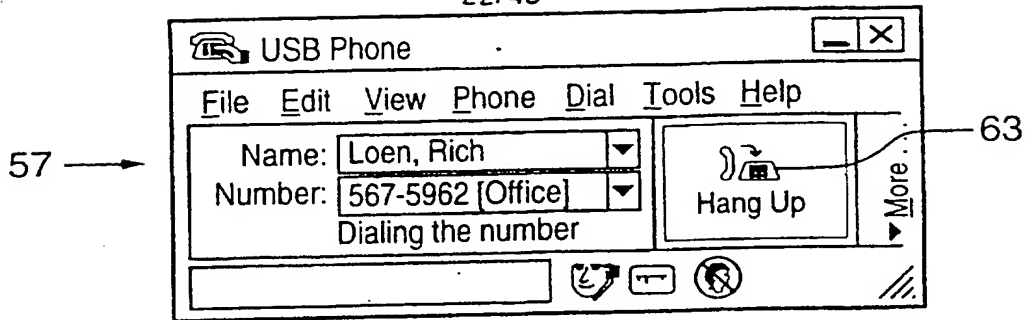 USB Phone
File Edit View Phone Dial Tools Help
57
Name: Loen, Rich
Number: 567-5962 [Office]
Dialing the number
Hang Up
More...
63